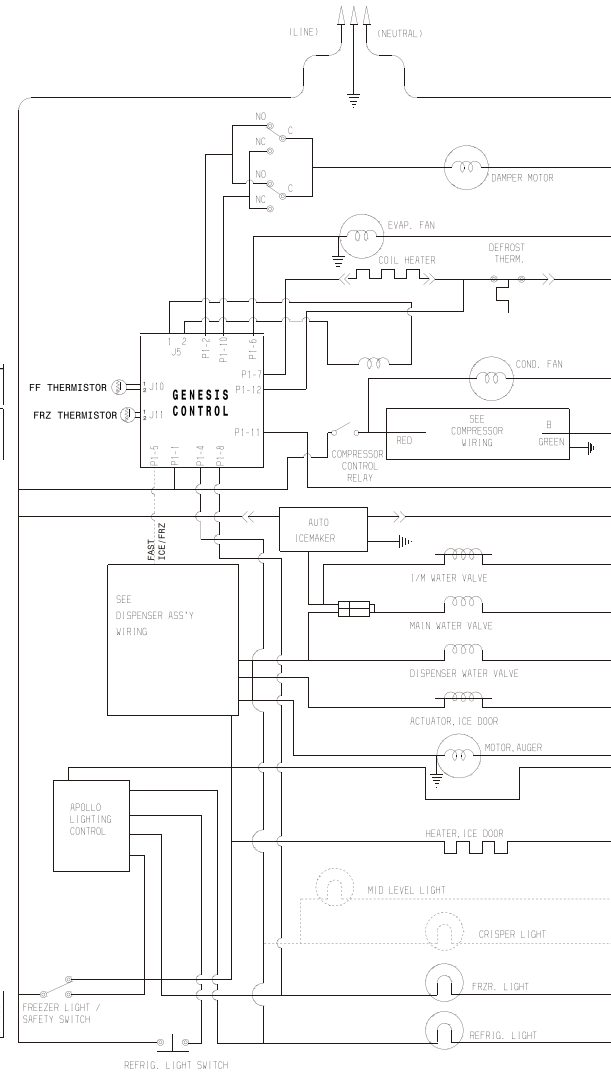 (LINE)
(NEUTRAL)
NO
C
NC
NO
C
NC
DAMPER MOTOR
EVAP. FAN
DEFROST
THERM.
COIL HEATER
1 2
J5
P1-2
P1-10
P1-6
P1-7
P1-12
P1-11
COND. FAN
FF THERMISTOR
1
2
J10
FRZ THERMISTOR
1
2
J11
GENESIS
CONTROL
P1-5
P1-1
P1-4
P1-8
SEE
COMPRESSOR
WIRING
RED
B
GREEN
COMPRESSOR
CONTROL
RELAY
FAST
ICE/FRZ
AUTO
ICEMAKER
I/M WATER VALVE
SEE
DISPENSER ASS'Y
WIRING
MAIN WATER VALVE
DISPENSER WATER VALVE
ACTUATOR,ICE DOOR
MOTOR,AUGER
APOLLO
LIGHTING
CONTROL
HEATER,ICE DOOR
MID LEVEL LIGHT
CRISPER LIGHT
FRZR. LIGHT
FREEZER LIGHT /
SAFETY SWITCH
REFRIG. LIGHT
REFRIG. LIGHT SWITCH